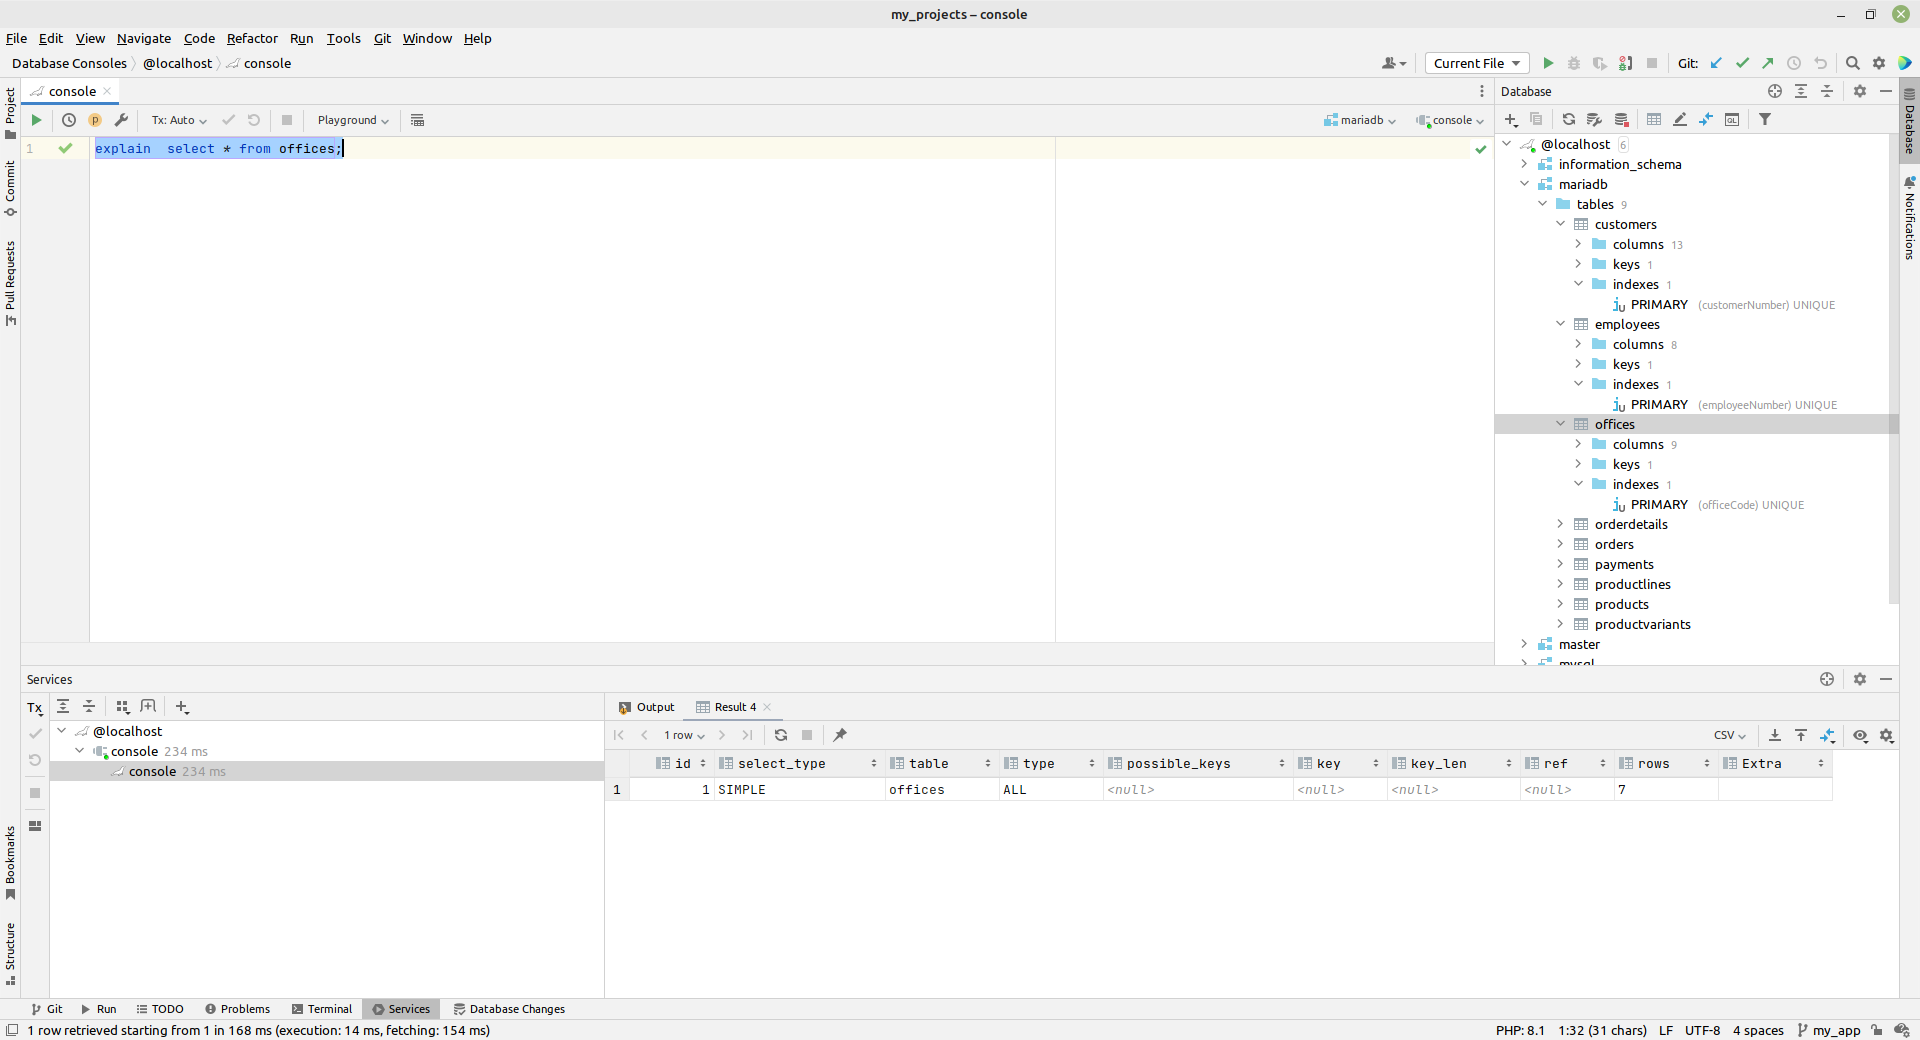 my_projects – console
File Edit View Navigate Code Refactor Run Tools Git Window Help
Database Consoles @localhost console
Current File
Git:
Project
Commit
Pull Requests
Bookmarks
Structure
console
Tx: Auto
Playground
mariadb
console
1
explain  select * from offices;
Database
QL
Database
Notifications
@localhost 6
information_schema
mariadb
tables 9
customers
columns 13
keys 1
indexes 1
PRIMARY (customerNumber) UNIQUE
employees
columns 8
keys 1
indexes 1
PRIMARY (employeeNumber) UNIQUE
offices
columns 9
keys 1
indexes 1
PRIMARY (officeCode) UNIQUE
orderdetails
orders
payments
productlines
products
productvariants
master
mysql
Services
Tx
@localhost
console 234 ms
console 234 ms
Output Result 4
1 row
CSV
id select_type table type possible_keys key key_len ref rows Extra
1 1 SIMPLE offices ALL <null> <null> <null> <null> 7
Git Run TODO Problems Terminal Services Database Changes
1 row retrieved starting from 1 in 168 ms (execution: 14 ms, fetching: 154 ms)
PHP: 8.1 1:32 (31 chars) LF UTF-8 4 spaces my_app